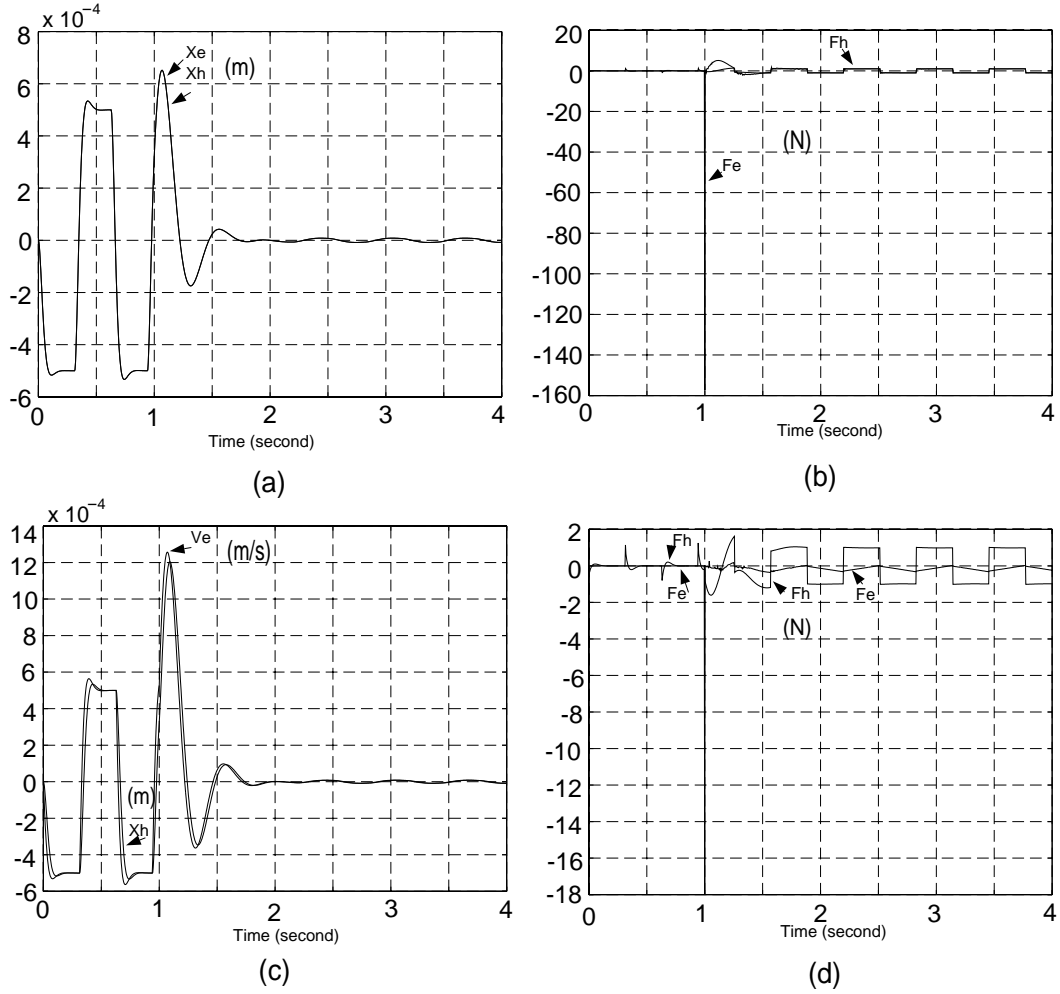 x 10⁻⁴
8
6
4
2
0
-2
-4
-6
Xe
Xh
(m)
0
1
2
3
4
Time (second)
(a)
20
0
-20
-40
-60
-80
-100
-120
-140
-160
Fh
(N)
Fe
0
1
2
3
4
Time (second)
(b)
x 10⁻⁴
14
12
10
8
6
4
2
0
-2
-4
-6
Ve
(m/s)
(m)
Xh
0
1
2
3
4
Time (second)
(c)
2
0
-2
-4
-6
-8
-10
-12
-14
-16
-18
Fh
Fe
Fh
Fe
(N)
0
1
2
3
4
Time (second)
(d)